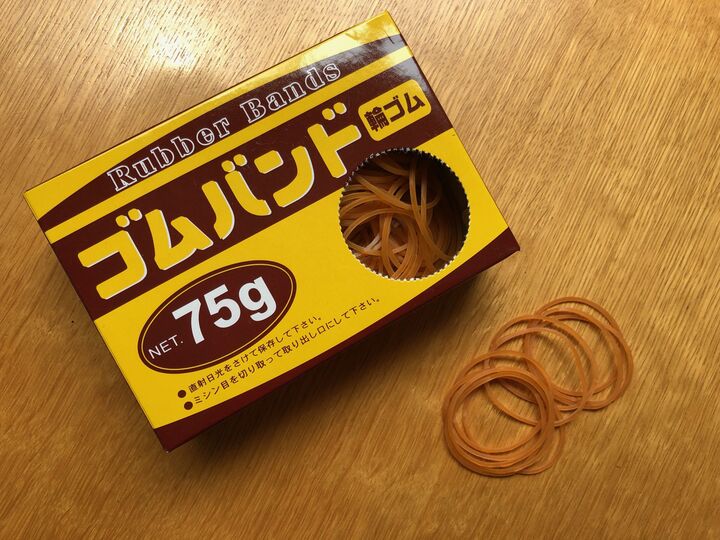 Rubber Bands
ゴムバンド 輪ゴム
NET. 75g
●直射日光をさけて保存して下さい。
●ミシン目を切り取って取り出し口にして下さい。